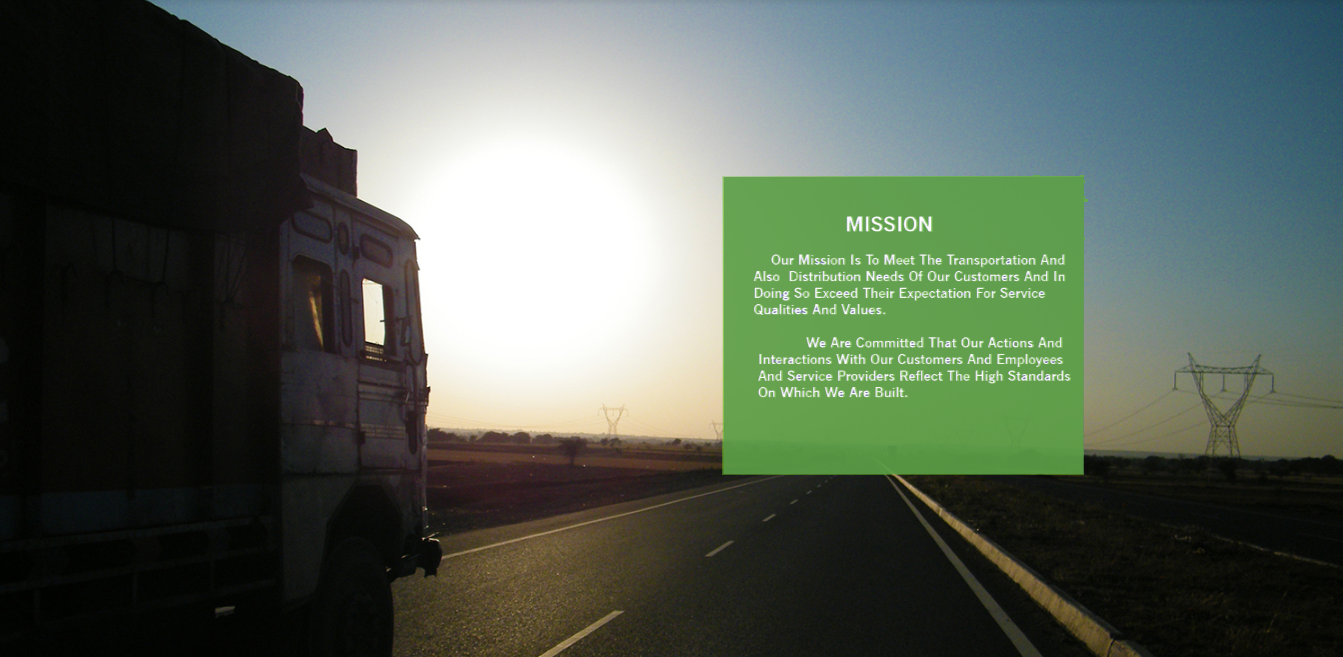 MISSION
Our Mission Is To Meet The Transportation And
Also Distribution Needs Of Our Customers And In
Doing So Exceed Their Expectation For Service
Qualities And Values.
We Are Committed That Our Actions And
Interactions With Our Customers And Employees
And Service Providers Reflect The High Standards
On Which We Are Built.